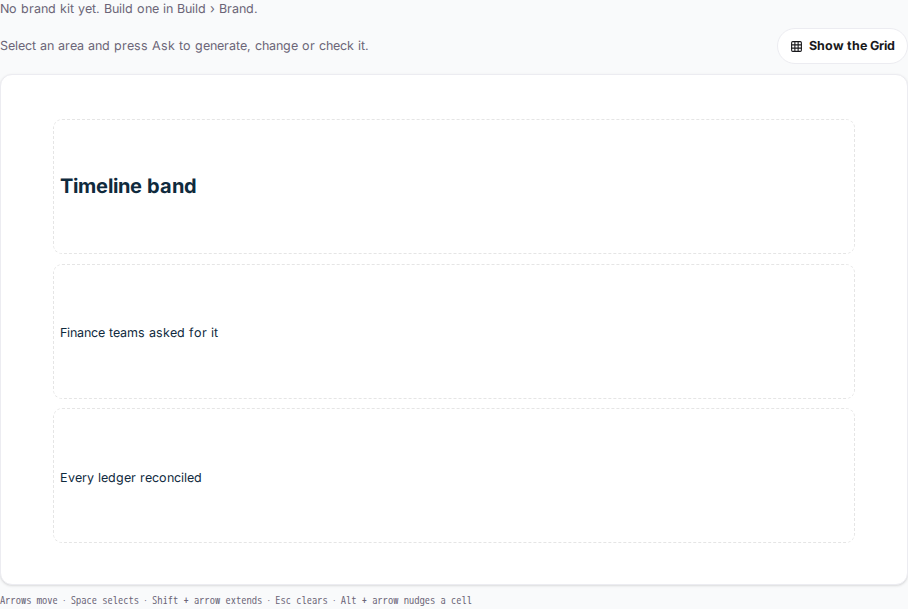 No brand kit yet. Build one in Build › Brand.
Select an area and press Ask to generate, change or check it.
Show the Grid
Timeline band
Finance teams asked for it
Every ledger reconciled
Arrows move · Space selects · Shift + arrow extends · Esc clears · Alt + arrow nudges a cell